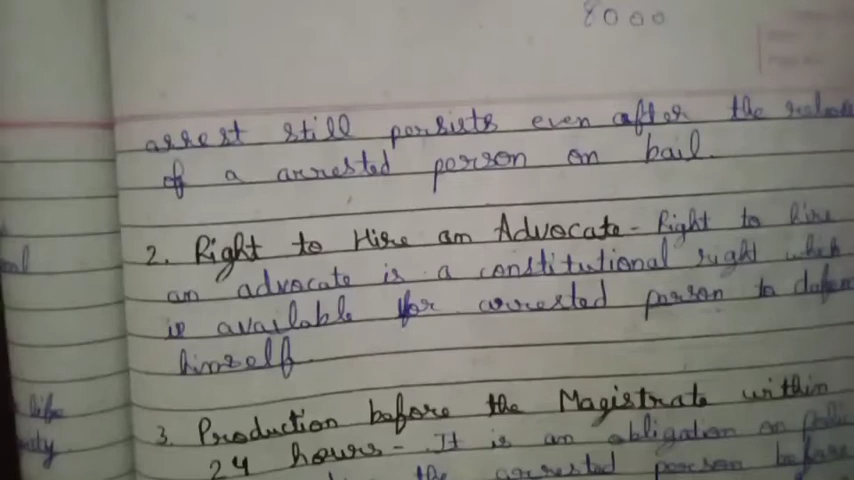 8000
arrest still persists even after the
of a arrested person on bail.
2. Right to Hire an Advocate - Right to hire
an advocate is a constitutional right which
is available for arrested person to
himself.
3. Production before the Magistrate within
24 hours - It is an obligation on
the arrested person before
life